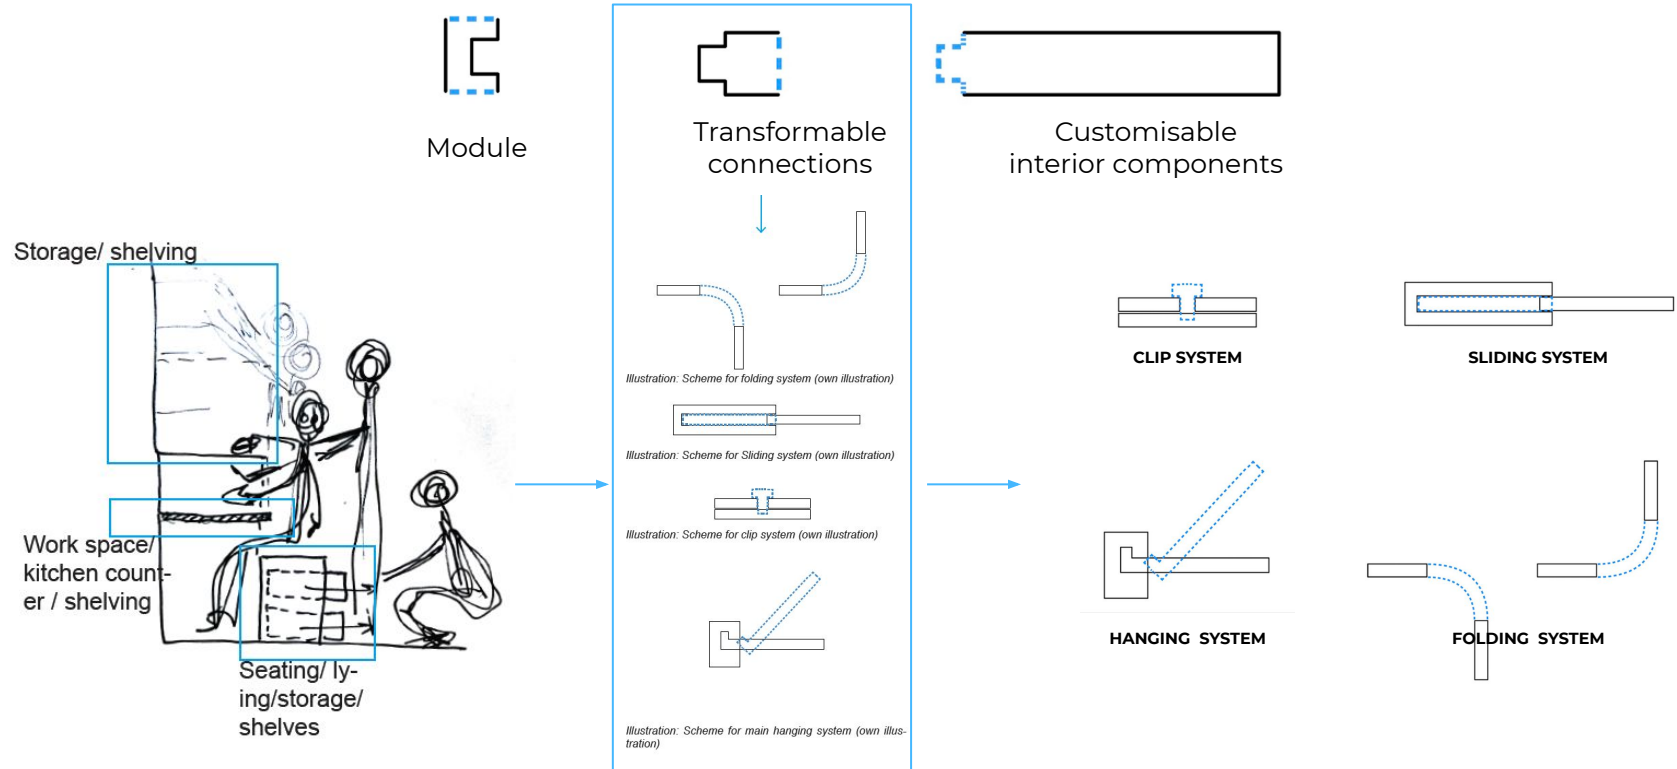 Module
Transformable
connections
Customisable
interior components
Storage/ shelving
Work space/
kitchen count-
er / shelving
Seating/ ly-
ing/storage/
shelves
Illustration: Scheme for folding system (own illustration)
Illustration: Scheme for Sliding system (own illustration)
Illustration: Scheme for clip system (own illustration)
Illustration: Scheme for main hanging system (own illus-
tration)
CLIP SYSTEM
SLIDING SYSTEM
HANGING SYSTEM
FOLDING SYSTEM